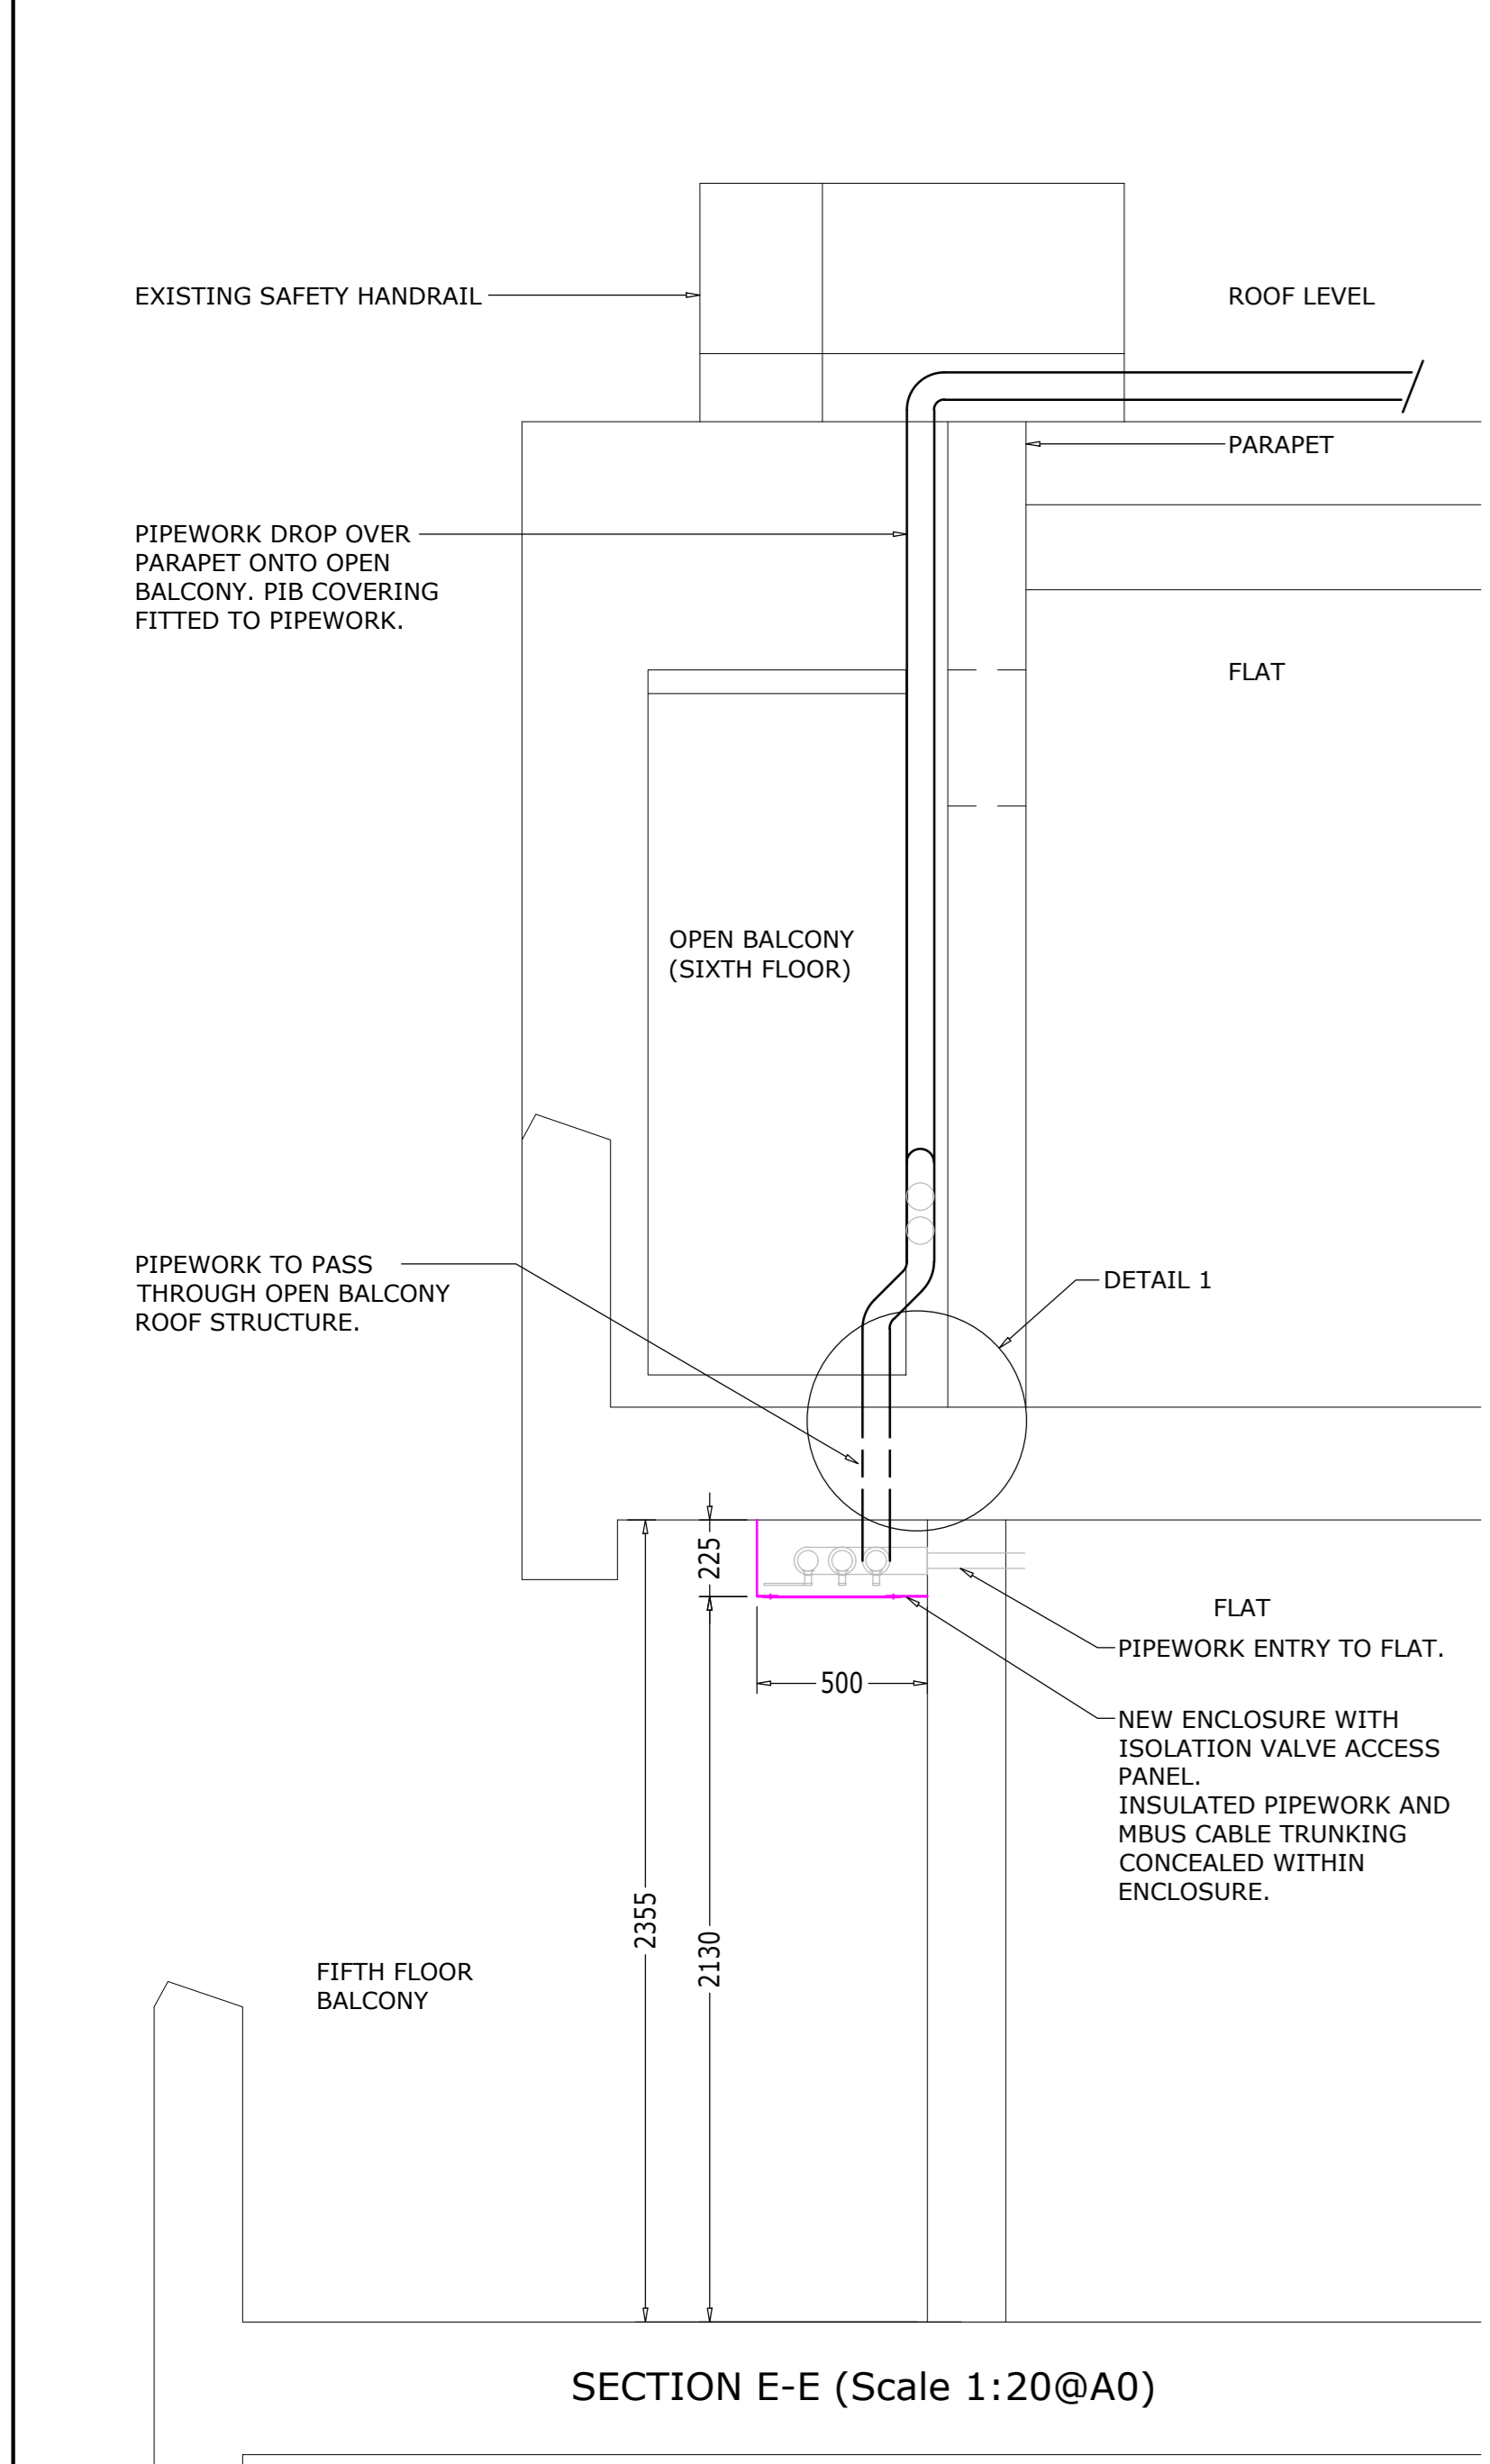 EXISTING SAFETY HANDRAIL
ROOF LEVEL
PARAPET
PIPEWORK DROP OVER
PARAPET ONTO OPEN
BALCONY. PIB COVERING
FITTED TO PIPEWORK.
FLAT
OPEN BALCONY
(SIXTH FLOOR)
PIPEWORK TO PASS
THROUGH OPEN BALCONY
ROOF STRUCTURE.
DETAIL 1
225
FLAT
PIPEWORK ENTRY TO FLAT.
500
NEW ENCLOSURE WITH
ISOLATION VALVE ACCESS
PANEL.
INSULATED PIPEWORK AND
MBUS CABLE TRUNKING
CONCEALED WITHIN
ENCLOSURE.
2355
2130
FIFTH FLOOR
BALCONY
SECTION E-E (Scale 1:20@A0)